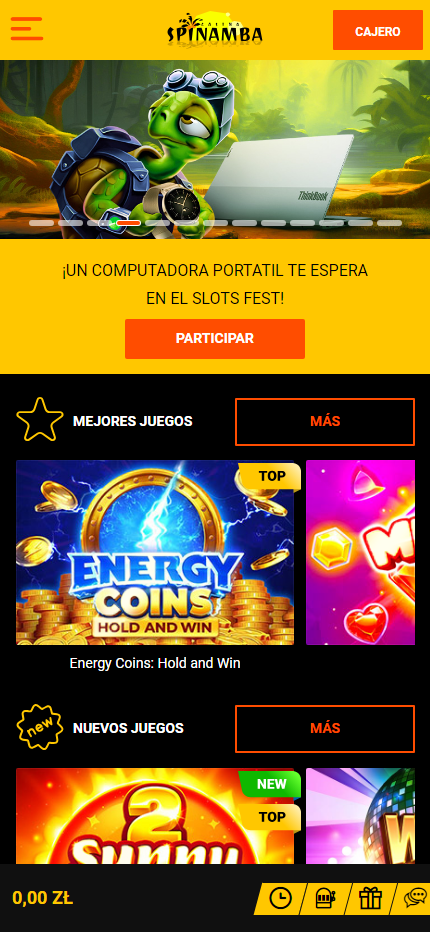 CASINO
SPINAMBA
CAJERO
ThinkBook
¡UN COMPUTADORA PORTATIL TE ESPERA
EN EL SLOTS FEST!
PARTICIPAR
MEJORES JUEGOS
MÁS
TOP
ENERGY
COINS
HOLD AND WIN
Energy Coins: Hold and Win
new
NUEVOS JUEGOS
MÁS
NEW
TOP
2
Sunny
0,00 ZŁ